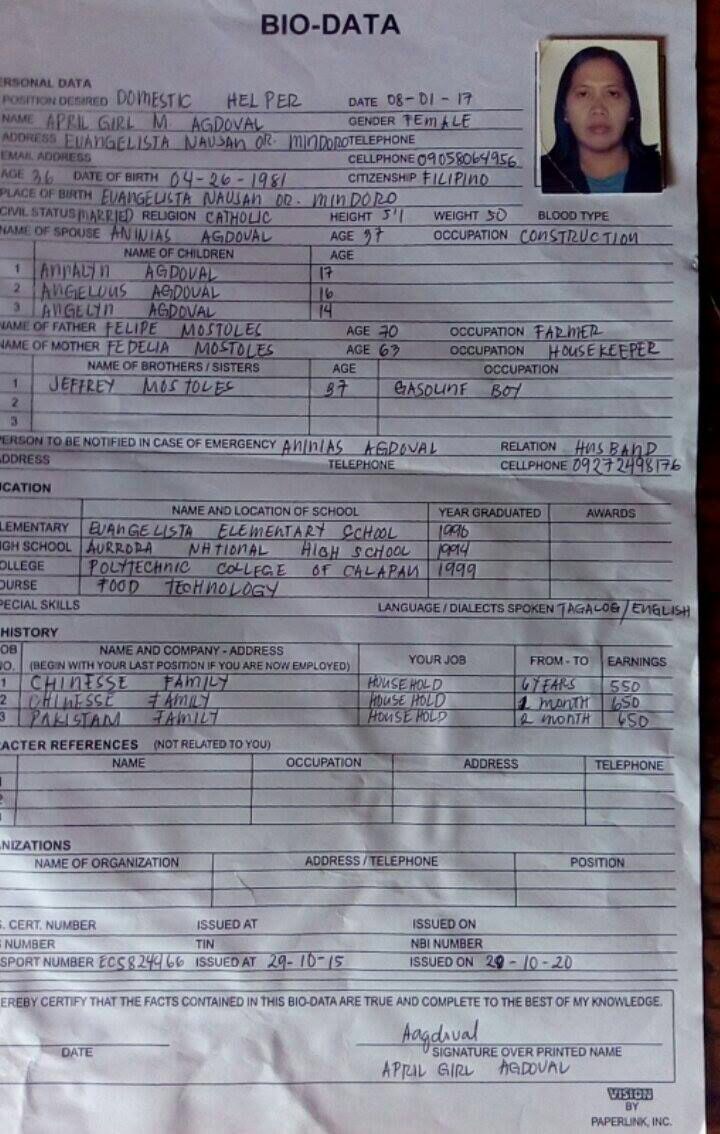 BIO-DATA
ERSONAL DATA
POSITION DESIRED DOMESTIC HELPER DATE 08-01-17
NAME APRIL GIRL M. AGDOVAL GENDER FEMALE
ADDRESS EVANGELISTA NAUSAN OR. MINDORO TELEPHONE
EMAIL ADDRESS CELLPHONE 09058064956
AGE 36 DATE OF BIRTH 04-26-1981 CITIZENSHIP FILIPINO
PLACE OF BIRTH EVANGELISTA NAUSAN OR. MINDORO
CIVIL STATUS MARRIED RELIGION CATHOLIC HEIGHT 5'1 WEIGHT 50 BLOOD TYPE
NAME OF SPOUSE ANINIAS AGDOVAL AGE 37 OCCUPATION CONSTRUCTION
NAME OF CHILDREN AGE
1 ANNALYN AGDOVAL 17
2 ANGELOUS AGDOVAL 16
3 ANGELYN AGDOVAL 14
NAME OF FATHER FELIPE MOSTOLES AGE 70 OCCUPATION FARMER
NAME OF MOTHER FEDELIA MOSTOLES AGE 63 OCCUPATION HOUSEKEEPER
NAME OF BROTHERS / SISTERS AGE OCCUPATION
1 JEFFREY MOSTOLES 37 GASOLINE BOY
2
3
PERSON TO BE NOTIFIED IN CASE OF EMERGENCY ANINIAS AGDOVAL RELATION HUSBAND
ADDRESS TELEPHONE CELLPHONE 09272498176
UCATION
NAME AND LOCATION OF SCHOOL YEAR GRADUATED AWARDS
LEMENTARY EVANGELISTA ELEMENTARY SCHOOL 1996
IGH SCHOOL AURRORA NATIONAL HIGH SCHOOL 1994
OLLEGE POLYTECHNIC COLLEGE OF CALAPAN 1999
OURSE FOOD TECHNOLOGY
PECIAL SKILLS LANGUAGE / DIALECTS SPOKEN TAGALOG / ENGLISH
HISTORY
OB NO. NAME AND COMPANY - ADDRESS (BEGIN WITH YOUR LAST POSITION IF YOU ARE NOW EMPLOYED) YOUR JOB FROM - TO EARNINGS
1 CHINESSE FAMILY HOUSEHOLD 6 YEARS 550
2 CHINESSE FAMILY HOUSEHOLD 1 MONTH 650
3 PAKISTAN FAMILY HOUSEHOLD 2 MONTH 650
RACTER REFERENCES (NOT RELATED TO YOU)
NAME OCCUPATION ADDRESS TELEPHONE
ANIZATIONS
NAME OF ORGANIZATION ADDRESS / TELEPHONE POSITION
S. CERT. NUMBER ISSUED AT ISSUED ON
S NUMBER TIN NBI NUMBER
SPORT NUMBER EC5824966 ISSUED AT 29-10-15 ISSUED ON 28-10-20
EREBY CERTIFY THAT THE FACTS CONTAINED IN THIS BIO-DATA ARE TRUE AND COMPLETE TO THE BEST OF MY KNOWLEDGE.
Aagdoval
DATE SIGNATURE OVER PRINTED NAME
APRIL GIRL AGDOVAL
VISION
BY
PAPERLINK, INC.